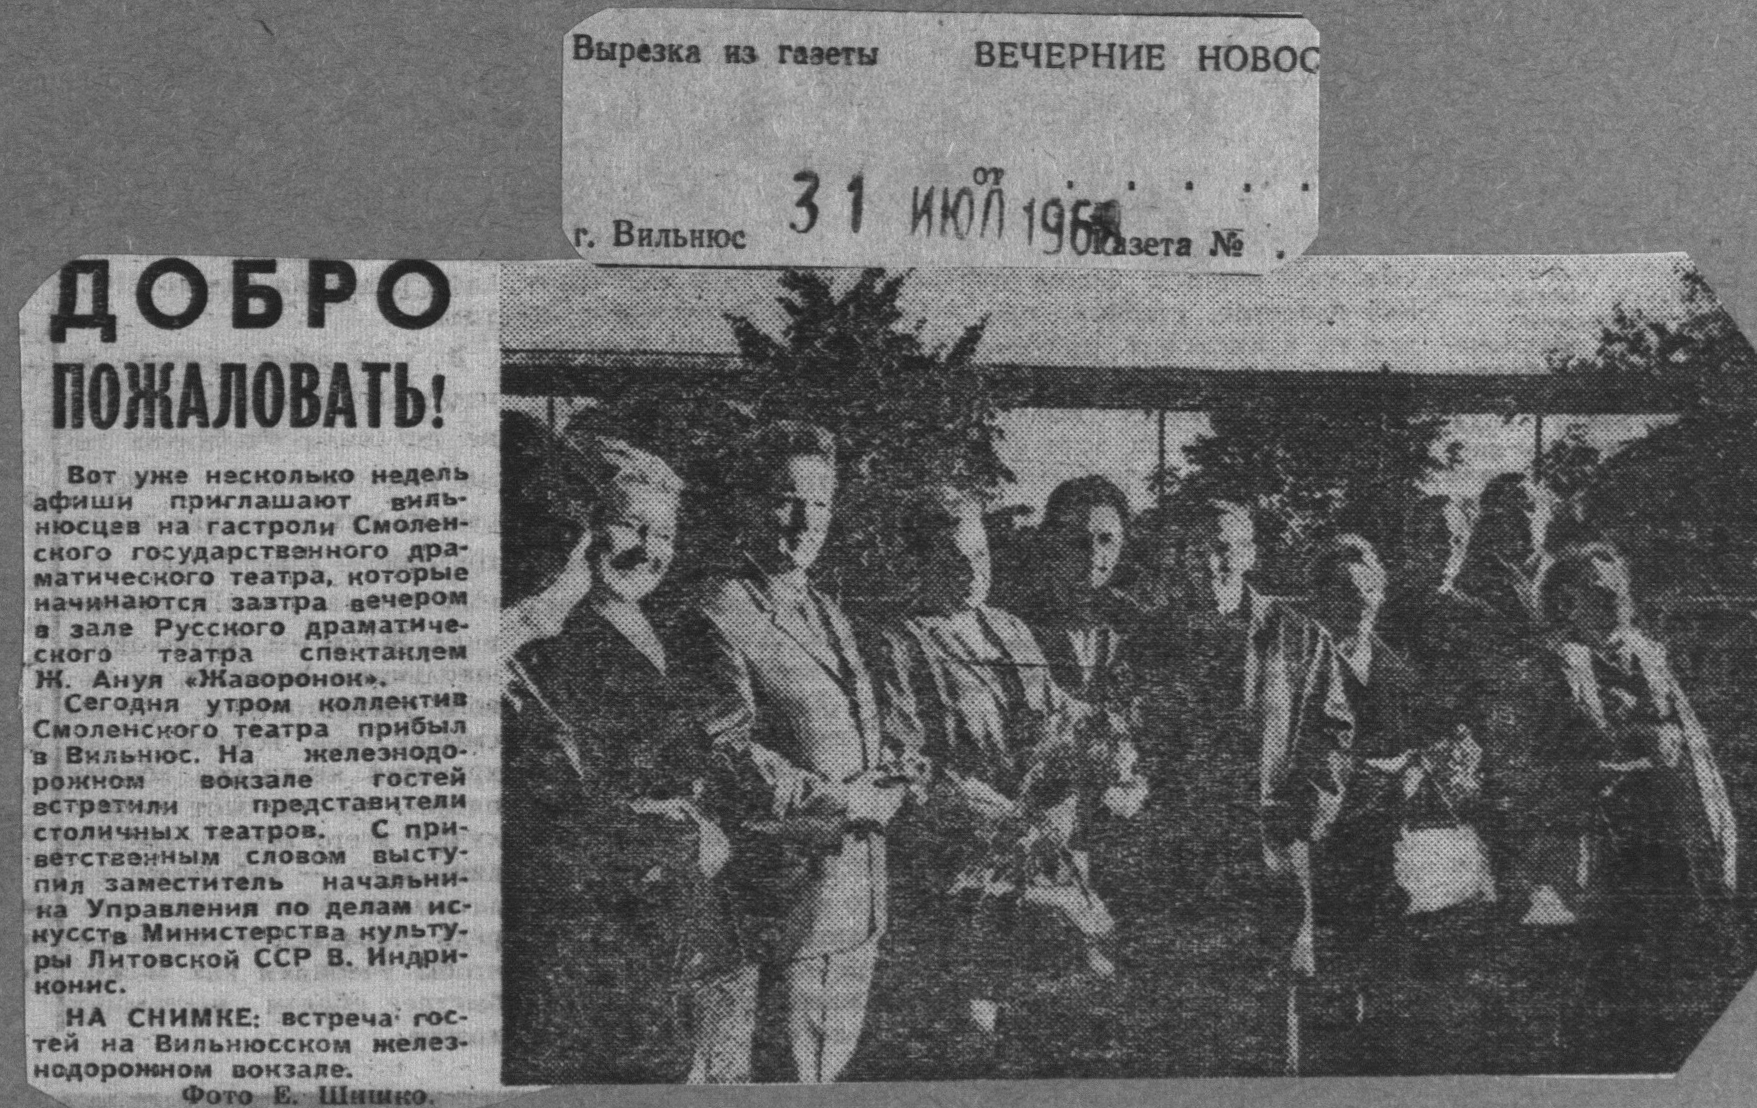 Вырезка из газеты ВЕЧЕРНИЕ НОВОС
от . . . . .
г. Вильнюс 31 ИЮЛ 196 Газета № .
ДОБРО
ПОЖАЛОВАТЬ!
Вот уже несколько недель
афиши приглашают виль-
нюсцев на гастроли Смолен-
ского государственного дра-
матического театра, которые
начинаются завтра вечером
в зале Русского драматиче-
ского театра спектаклем
Ж. Ануя «Жаворонок».
Сегодня утром коллектив
Смоленского театра прибыл
в Вильнюс. На железнодо-
рожном вокзале гостей
встретили представители
столичных театров. С при-
ветственным словом высту-
пил заместитель начальни-
ка Управления по делам ис-
кусств Министерства культу-
ры Литовской ССР В. Индри-
конис.
НА СНИМКЕ: встреча гос-
тей на Вильнюсском желез-
нодорожном вокзале.
Фото Е. Шишко.